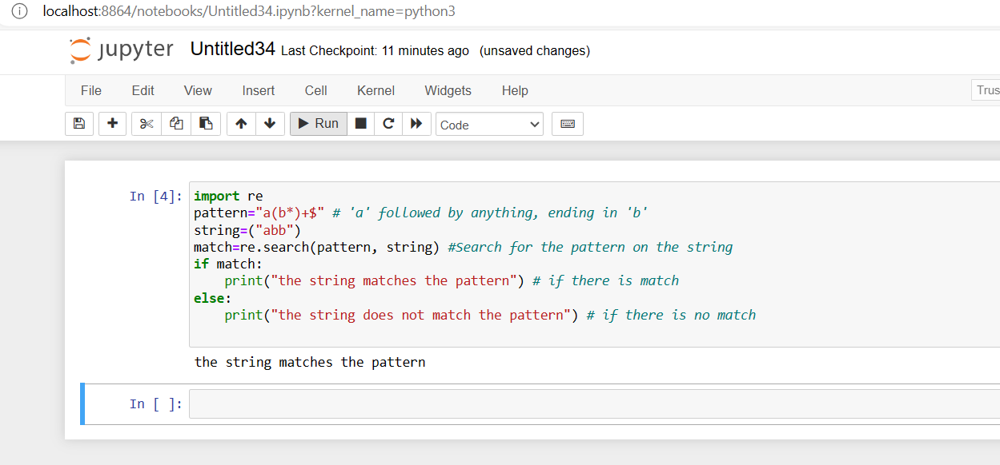 localhost:8864/notebooks/Untitled34.ipynb?kernel_name=python3
jupyter Untitled34 Last Checkpoint: 11 minutes ago (unsaved changes)
File Edit View Insert Cell Kernel Widgets Help Trus
Run Code
In [4]: import re
pattern="a(b*)+$" # 'a' followed by anything, ending in 'b'
string=("abb")
match=re.search(pattern, string) #Search for the pattern on the string
if match:
    print("the string matches the pattern") # if there is match
else:
    print("the string does not match the pattern") # if there is no match
the string matches the pattern
In [ ]: